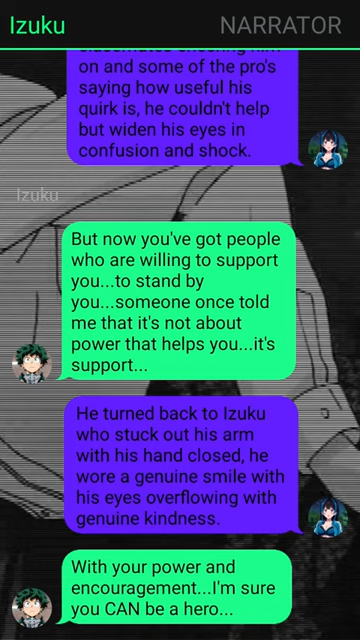 Izuku
NARRATOR
classmates cheering him
on and some of the pro's
saying how useful his
quirk is, he couldn't help
but widen his eyes in
confusion and shock.
Izuku
But now you've got people
who are willing to support
you...to stand by
you...someone once told
me that it's not about
power that helps you...it's
support...
He turned back to Izuku
who stuck out his arm
with his hand closed, he
wore a genuine smile with
his eyes overflowing with
genuine kindness.
With your power and
encouragement...I'm sure
you CAN be a hero...